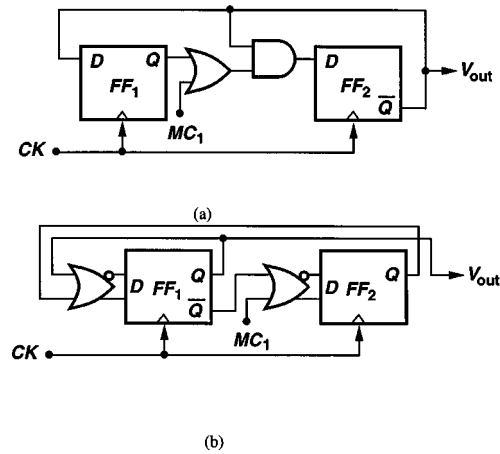 D Q D
FF1 FF2 Vout
Q̅
MC1
CK
(a)
D Q Q
FF1 D FF2 Vout
Q̅
MC1
CK
(b)